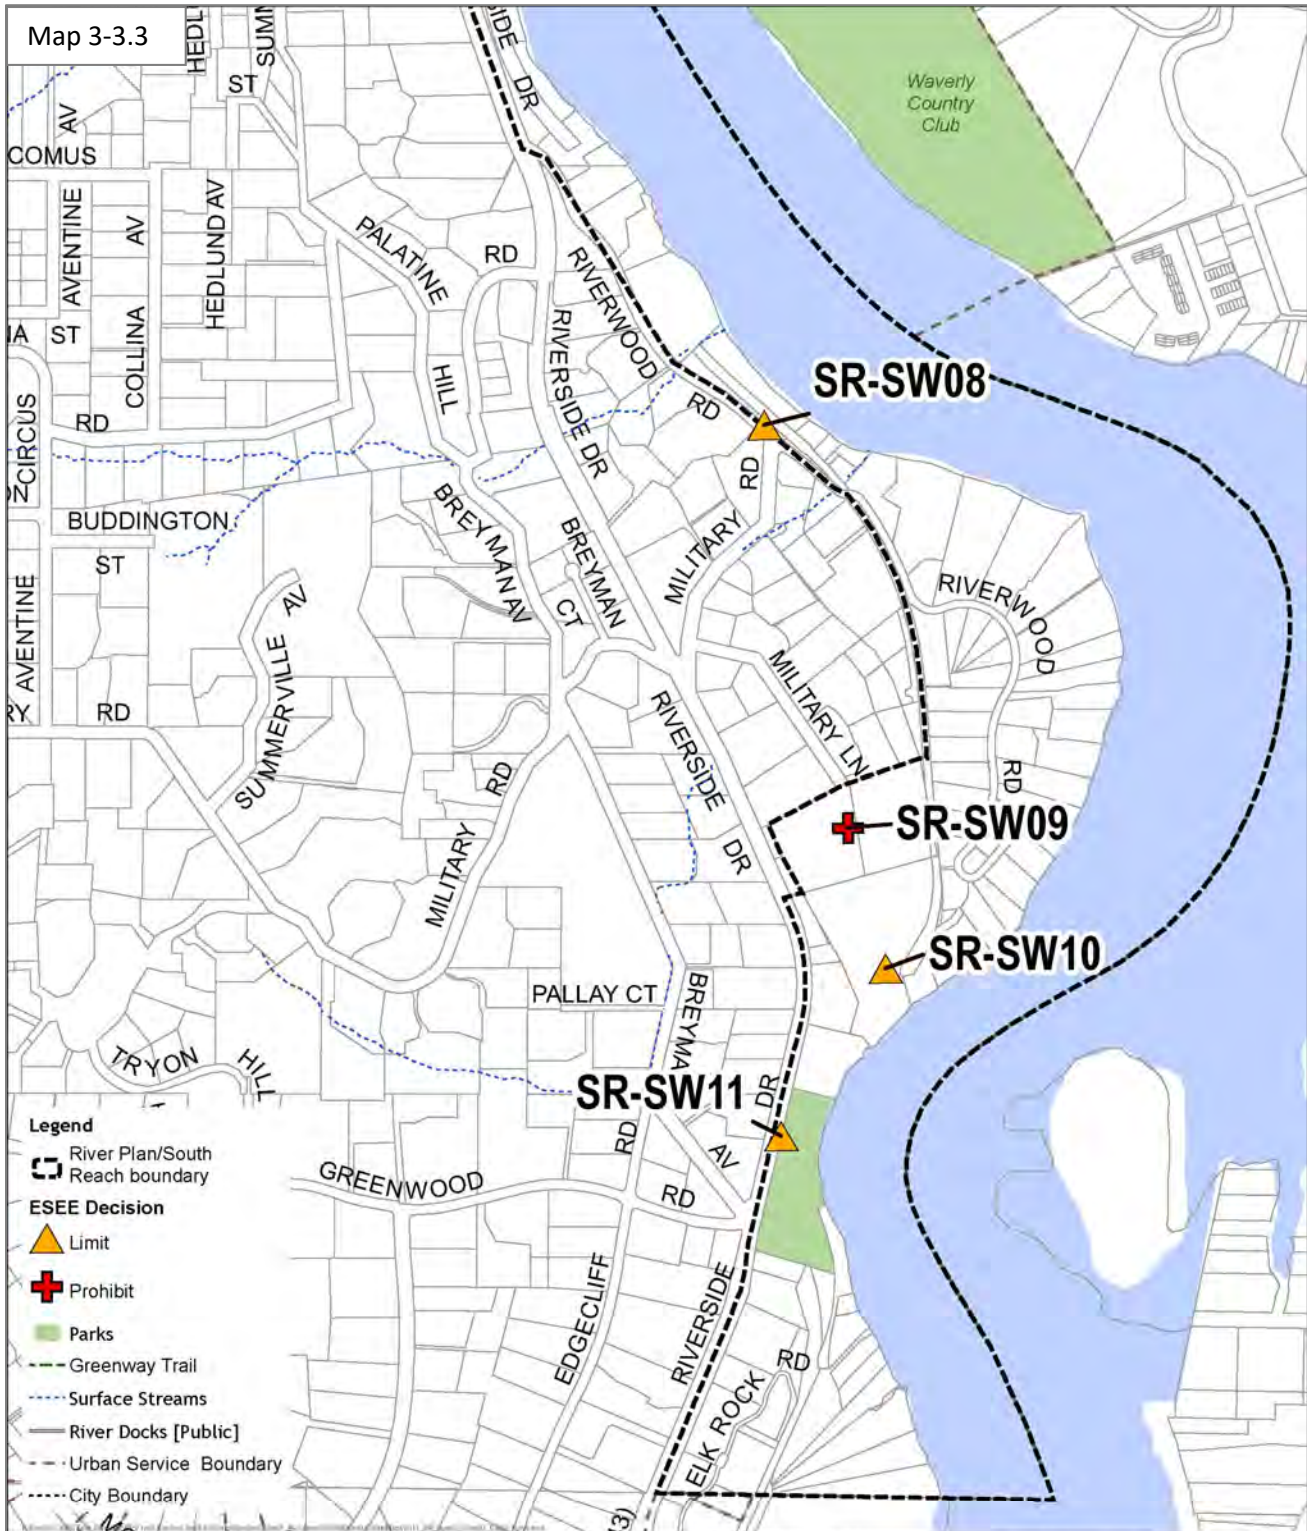 Map 3-3.3
HEDL
SUMM
SIDE DR
ST
AV
COMUS
Waverly
Country
Club
AVENTINE
AV
HEDLUND AV
PALATINE
RD
RIVERWOOD
IA ST
COLLINA
HILL
RIVERSIDE DR
SR-SW08
RD
CIRCUS
RD
RD
BUDDINGTON
ST
BREYMAN AV
BREYMAN
CT
MILITARY
RIVERWOOD
AVENTINE
AV
SUMMERVILLE
RY RD
MILITARY LN
RIVERSIDE
DR
RD
RD
MILITARY
SR-SW09
SR-SW10
PALLAY CT
BREYMA
TRYON
HILL
SR-SW11
DR
RD
AV
GREENWOOD
RD
EDGECLIFF
RIVERSIDE
ELK ROCK
RD
Legend
River Plan/South
Reach boundary
ESEE Decision
Limit
Prohibit
Parks
Greenway Trail
Surface Streams
River Docks [Public]
Urban Service Boundary
City Boundary